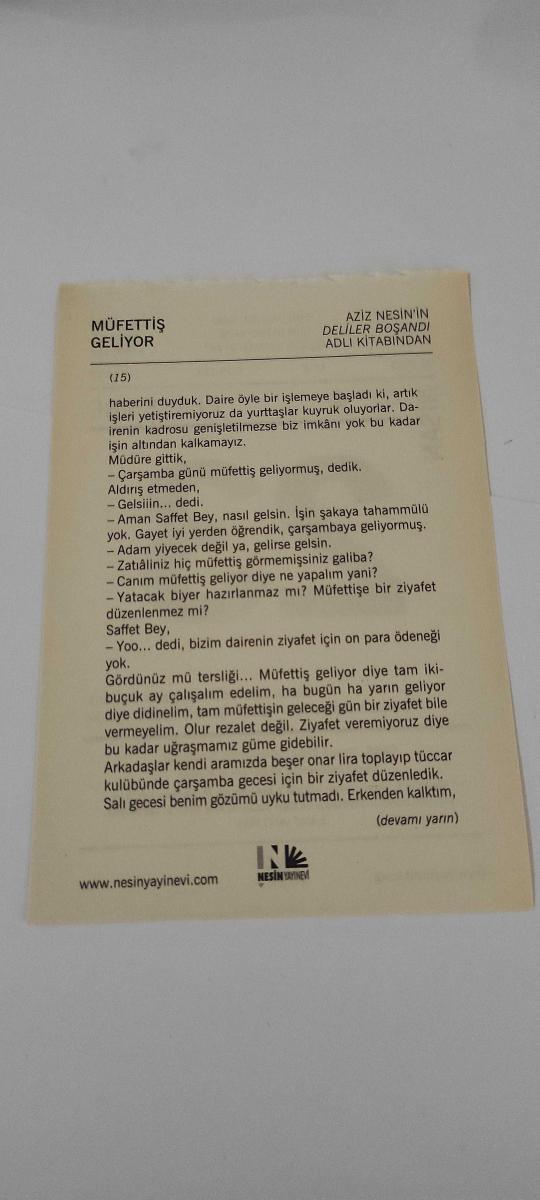 MÜFETTİŞ
GELİYOR
AZİZ NESİN'İN
DELİLER BOŞANDI
ADLI KİTABINDAN
(15)
haberini duyduk. Daire öyle bir işlemeye başladı ki, artık
işleri yetiştiremiyoruz da yurttaşlar kuyruk oluyorlar. Da-
irenin kadrosu genişletilmezse biz imkânı yok bu kadar
işin altından kalkamayız.
Müdüre gittik,
– Çarşamba günü müfettiş geliyormuş, dedik.
Aldırış etmeden,
– Gelsiiin... dedi.
– Aman Saffet Bey, nasıl gelsin. İşin şakaya tahammülü
yok. Gayet iyi yerden öğrendik, çarşambaya geliyormuş.
– Adam yiyecek değil ya, gelirse gelsin.
– Zatıâliniz hiç müfettiş görmemişsiniz galiba?
– Canım müfettiş geliyor diye ne yapalım yani?
– Yatacak biyer hazırlanmaz mı? Müfettişe bir ziyafet
düzenlenmez mi?
Saffet Bey,
– Yoo... dedi, bizim dairenin ziyafet için on para ödeneği
yok.
Gördünüz mü tersliği... Müfettiş geliyor diye tam iki-
buçuk ay çalışalım edelim, ha bugün ha yarın geliyor
diye didinelim, tam müfettişin geleceği gün bir ziyafet bile
vermeyelim. Olur rezalet değil. Ziyafet veremiyoruz diye
bu kadar uğraşmamız güme gidebilir.
Arkadaşlar kendi aramızda beşer onar lira toplayıp tüccar
kulübünde çarşamba gecesi için bir ziyafet düzenledik.
Salı gecesi benim gözümü uyku tutmadı. Erkenden kalktım,
(devamı yarın)
www.nesinyayinevi.com
NESİN YAYINEVİ